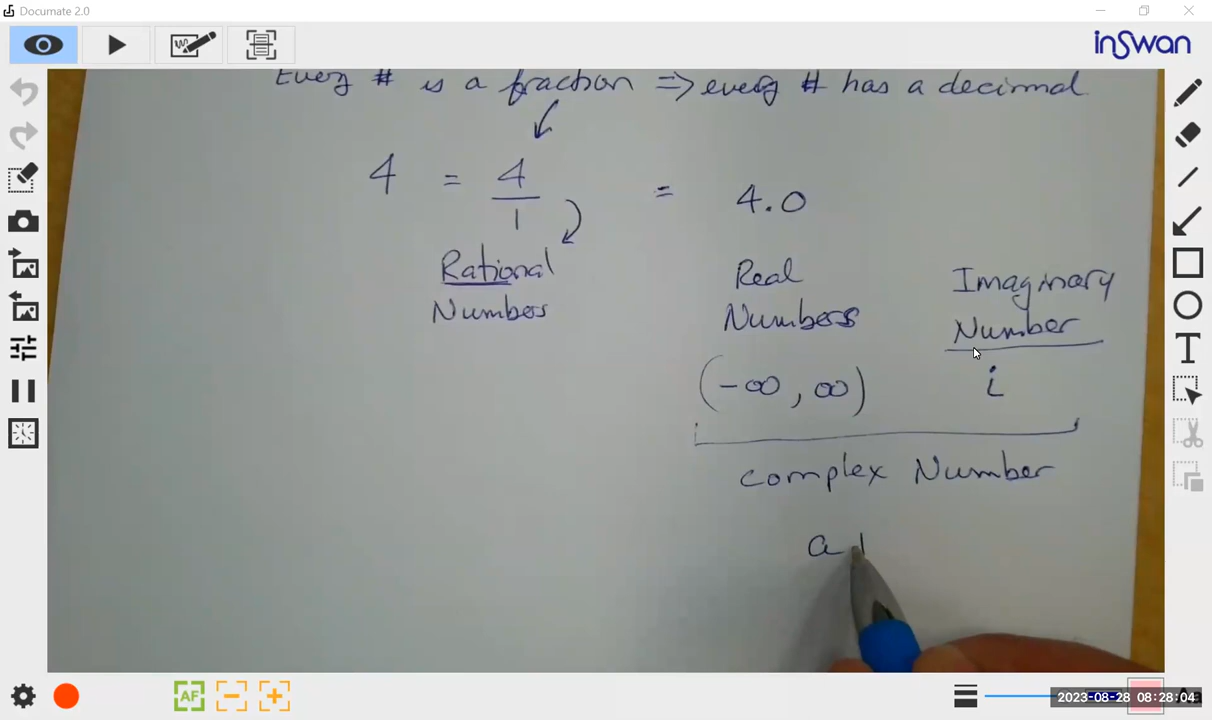 Documate 2.0
inSwan
Every # is a fraction => every # has a decimal
4 = 4/1 = 4.0
Rational Numbers
Real Numbers
Imaginary Number
(-∞, ∞)
i
complex Number
a +
T
AF
2023-08-28 08:28:04